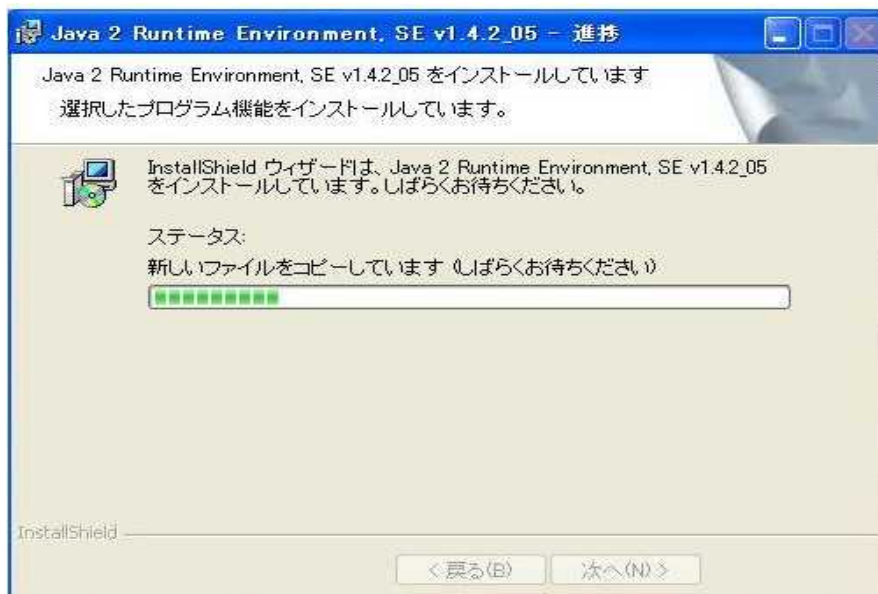 Java 2 Runtime Environment, SE v1.4.2_05 - 進捗
Java 2 Runtime Environment, SE v1.4.2_05 をインストールしています
選択したプログラム機能をインストールしています。
InstallShield ウィザードは、Java 2 Runtime Environment, SE v1.4.2_05
をインストールしています。しばらくお待ちください。
ステータス:
新しいファイルをコピーしています (しばらくお待ちください)
InstallShield
< 戻る(B)
次へ(N) >